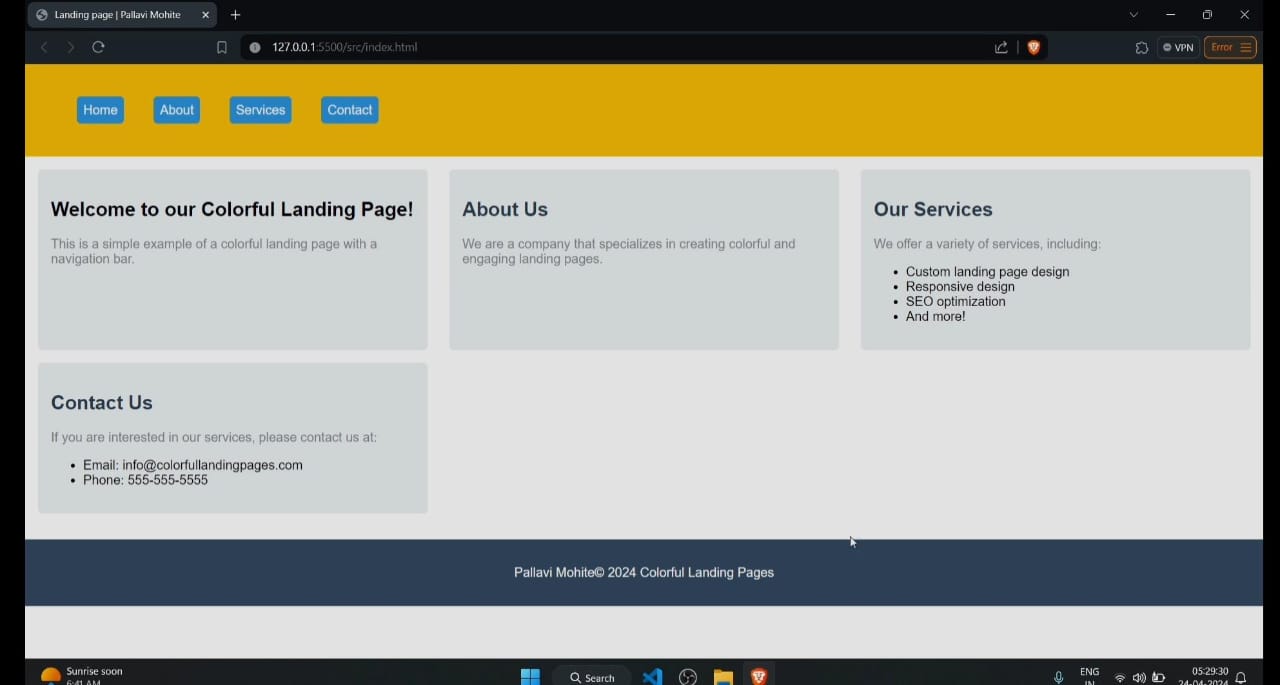 Landing page | Pallavi Mohite
127.0.0.1:5500/src/index.html
VPN
Error
Home
About
Services
Contact
Welcome to our Colorful Landing Page!
This is a simple example of a colorful landing page with a
navigation bar.
About Us
We are a company that specializes in creating colorful and
engaging landing pages.
Our Services
We offer a variety of services, including:
Custom landing page design
Responsive design
SEO optimization
And more!
Contact Us
If you are interested in our services, please contact us at:
Email: info@colorfullandingpages.com
Phone: 555-555-5555
Pallavi Mohite© 2024 Colorful Landing Pages
Sunrise soon
6:41 AM
Search
ENG
IN
05:29:30
24-04-2024